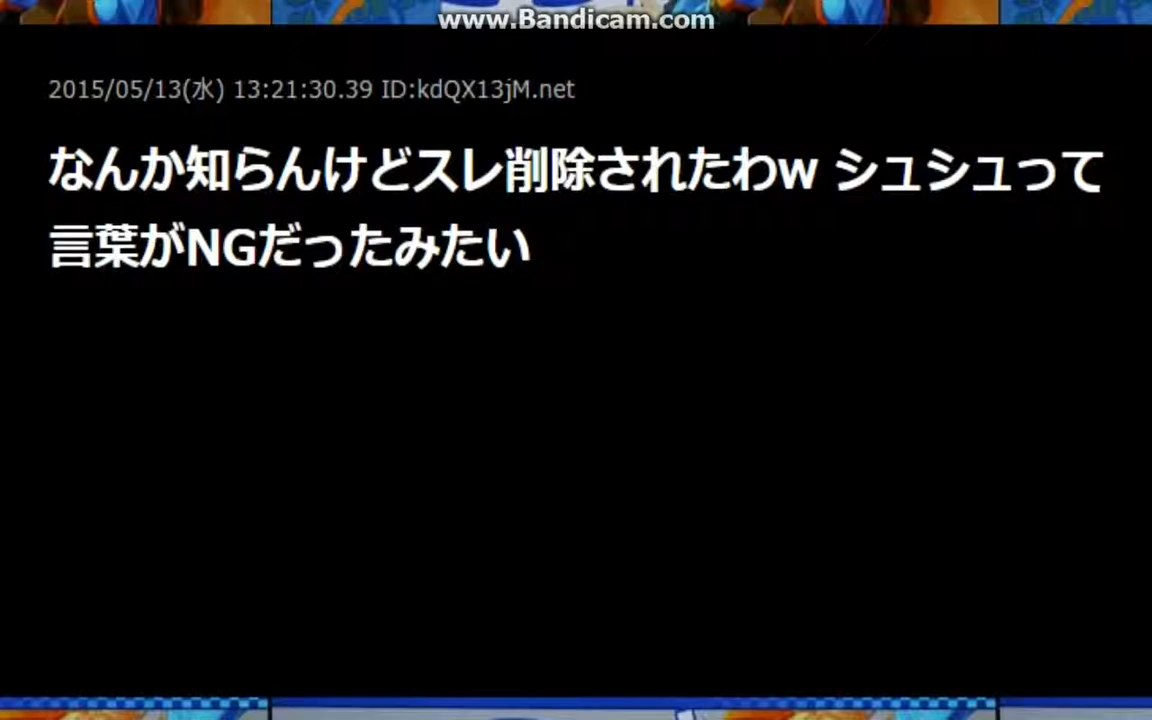 www.Bandicam.com
2015/05/13(水) 13:21:30.39 ID:kdQX13jM.net
なんか知らんけどスレ削除されたわw シュシュって
言葉がNGだったみたい